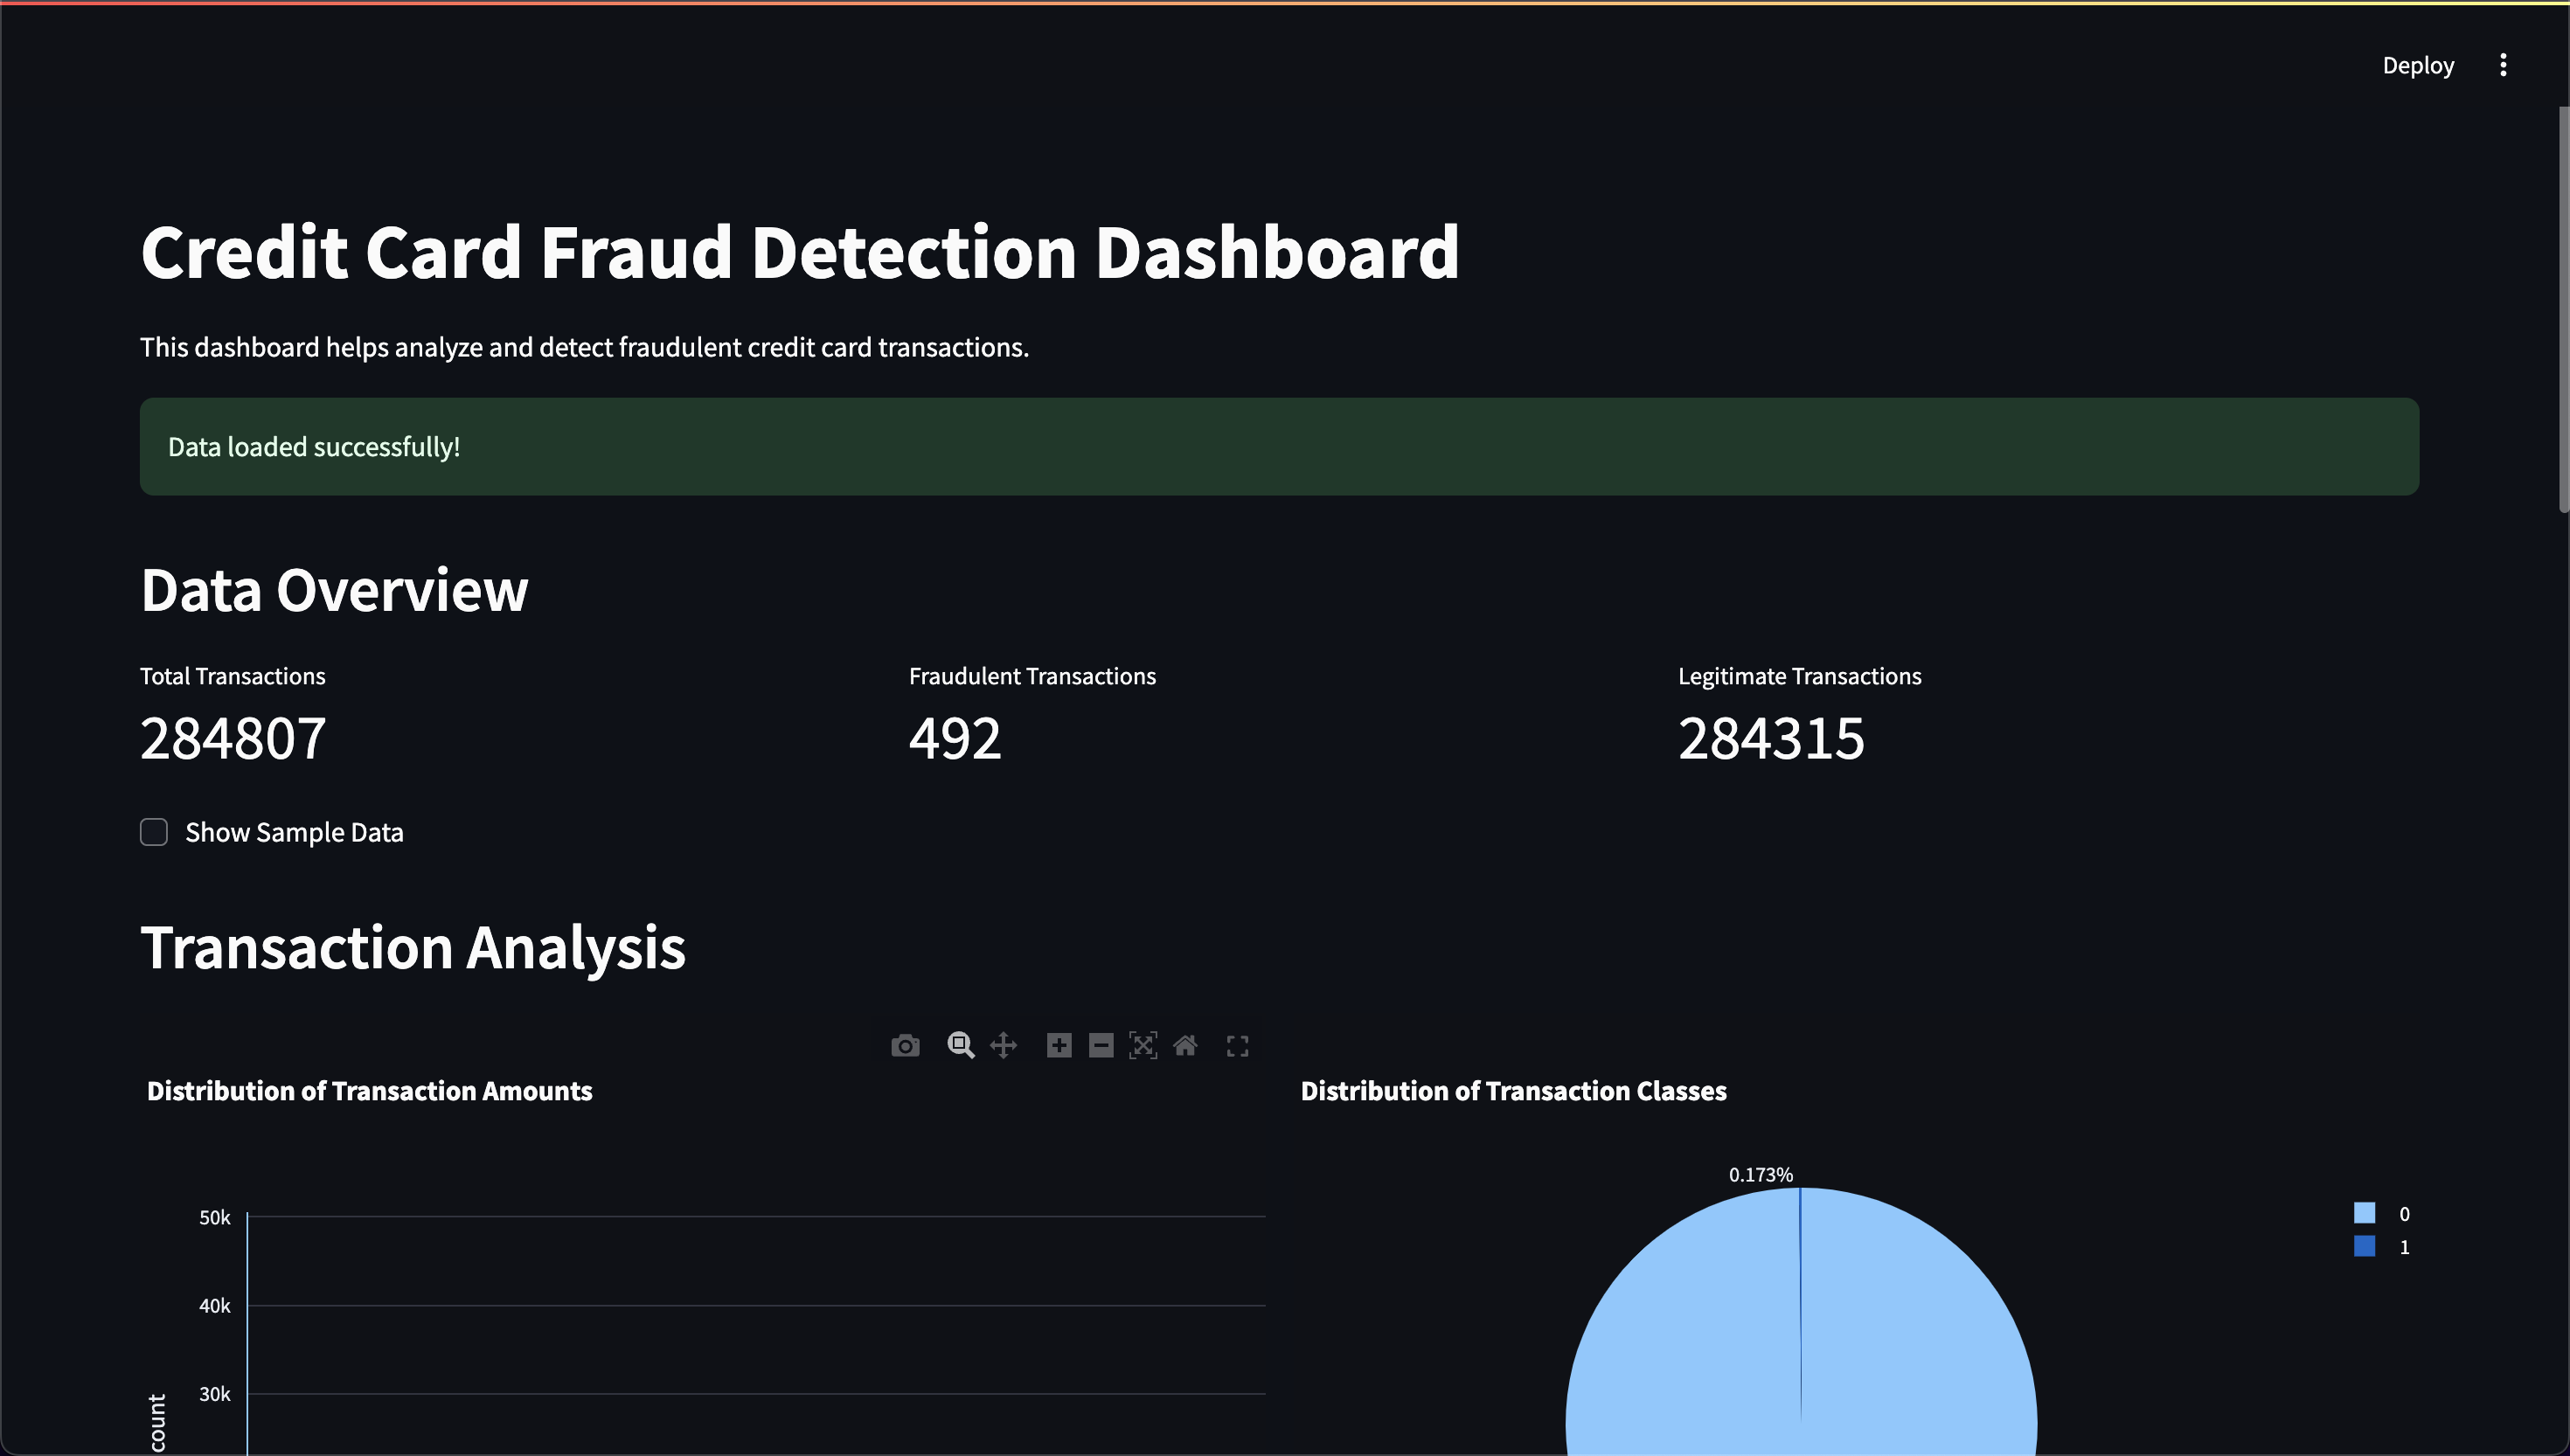 Deploy
Credit Card Fraud Detection Dashboard
This dashboard helps analyze and detect fraudulent credit card transactions.
Data loaded successfully!
Data Overview
Total Transactions
284807
Fraudulent Transactions
492
Legitimate Transactions
284315
Show Sample Data
Transaction Analysis
Distribution of Transaction Amounts
50k
40k
30k
count
Distribution of Transaction Classes
0.173%
0
1